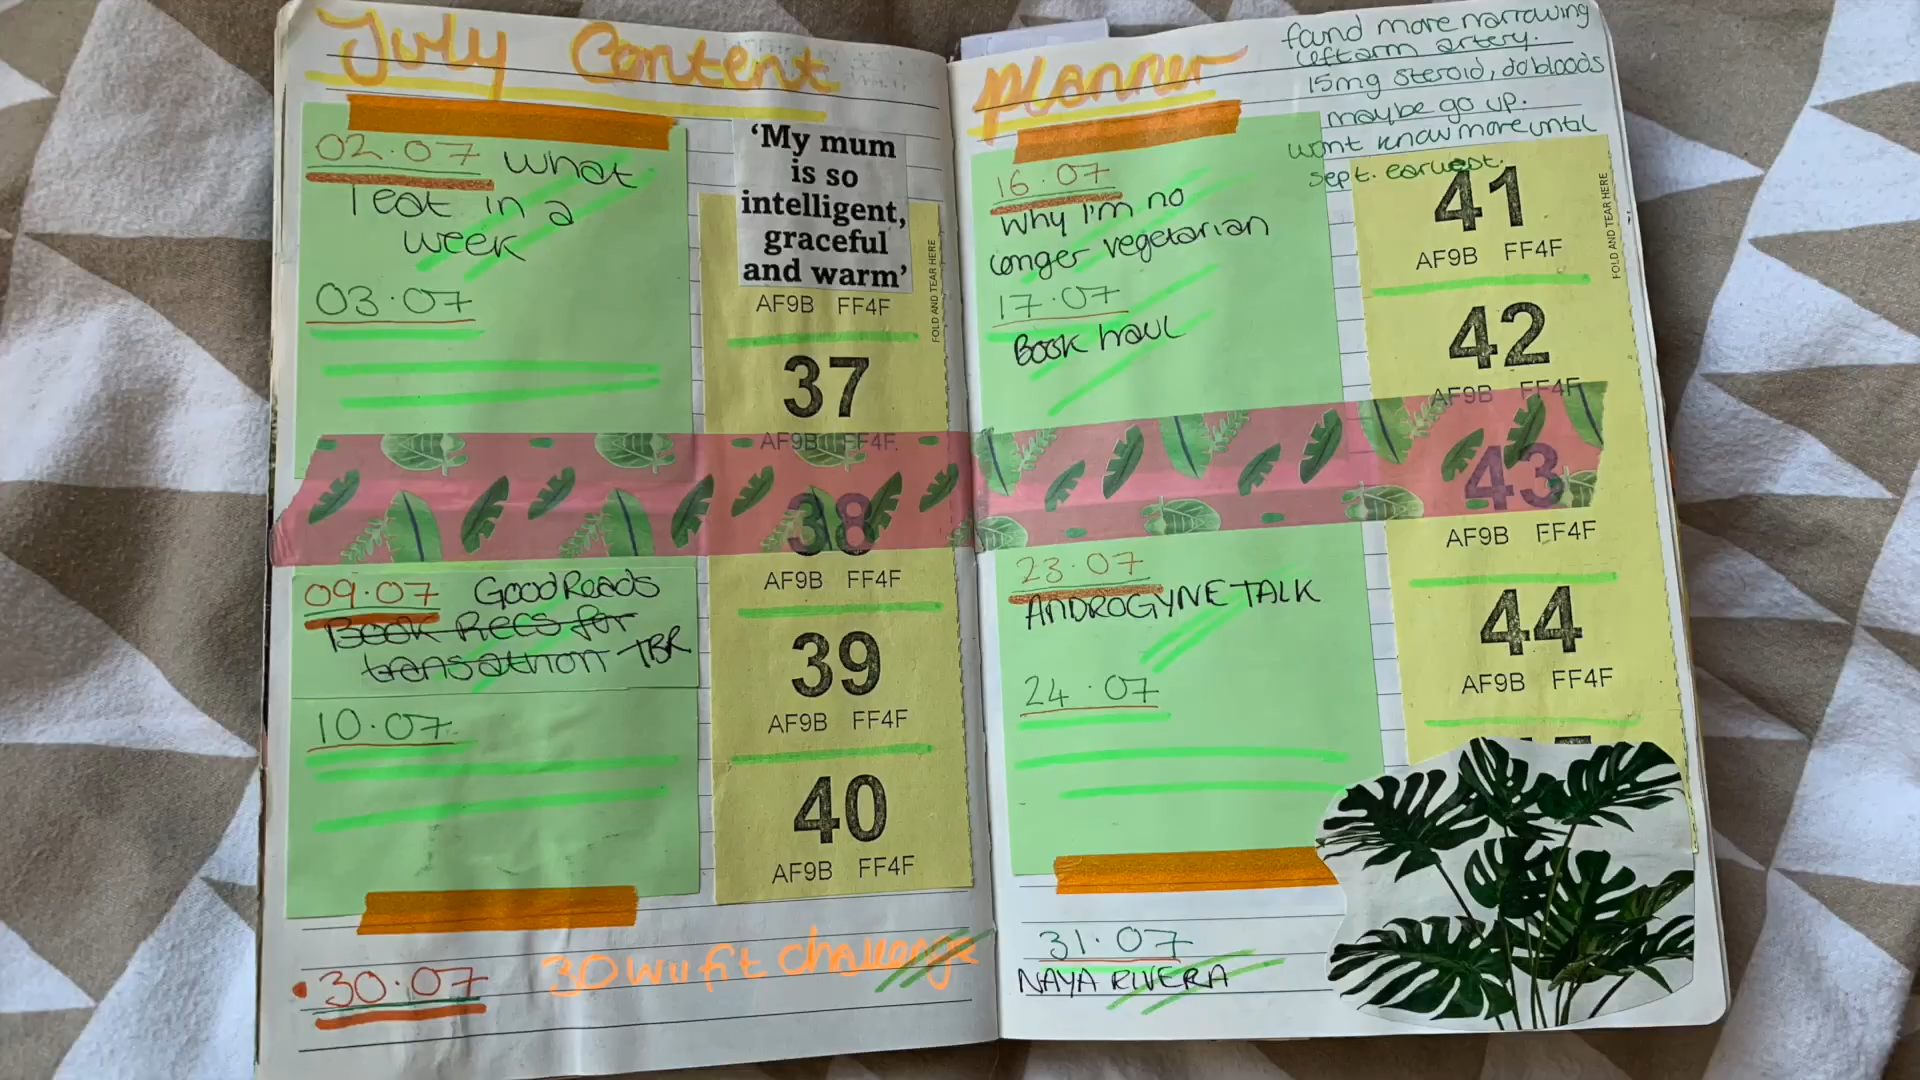 July Content
02.07 What
I eat in a
week
03.07
'My mum
is so
intelligent,
graceful
and warm'
AF9B FF4F
FOLD AND TEAR HERE
37
AF9B FF4F
38
AF9B FF4F
39
AF9B FF4F
40
AF9B FF4F
09.07 GoodReads
Book Recs for
transathon TBR
10.07
30.07 30 wii fit challenge
Planner
found more narrowing
left arm artery.
15mg steroid, do bloods
maybe go up.
wont know more until
sept. earliest.
16.07
Why I'm no
longer vegetarian
17.07
Book haul
41
AF9B FF4F
FOLD AND TEAR HERE
42
AF9B FF4F
43
AF9B FF4F
44
AF9B FF4F
23.07
ANDROGYNE TALK
24.07
31.07
NAYA RIVERA